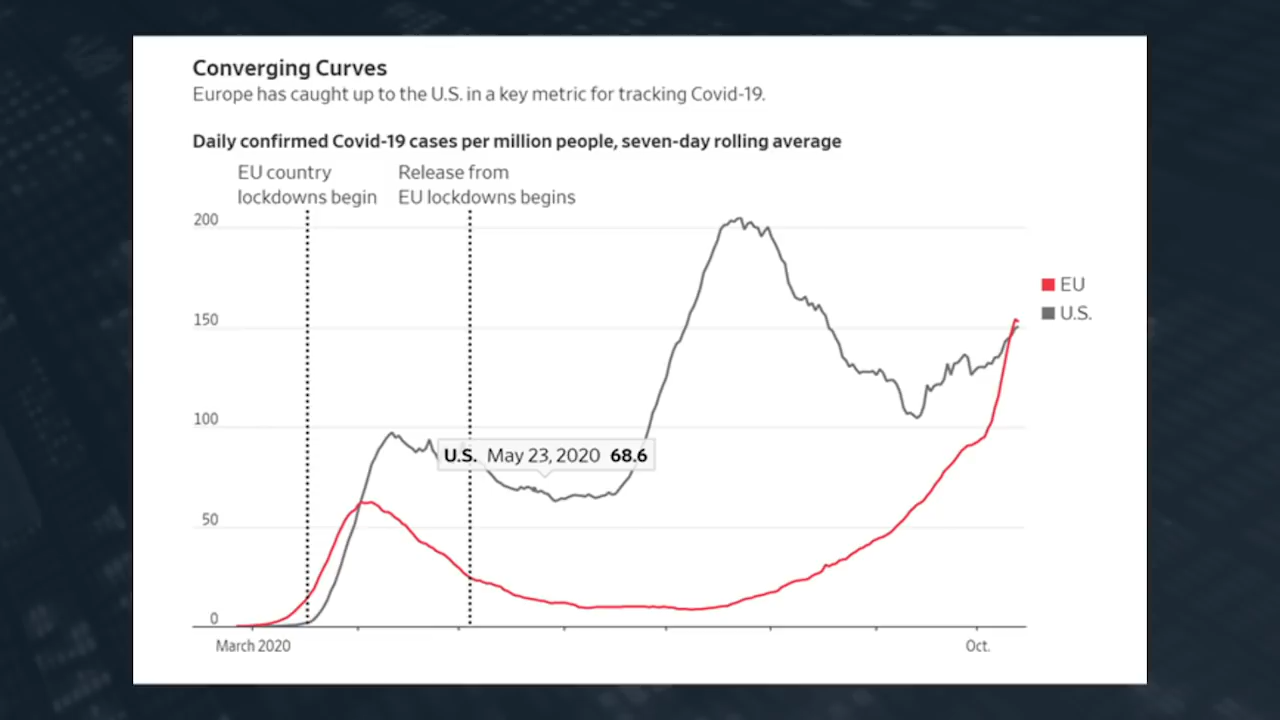 Converging Curves
Europe has caught up to the U.S. in a key metric for tracking Covid-19.
Daily confirmed Covid-19 cases per million people, seven-day rolling average
EU country
lockdowns begin
Release from
EU lockdowns begins
200
150
100
50
0
U.S. May 23, 2020 68.6
EU
U.S.
March 2020
Oct.